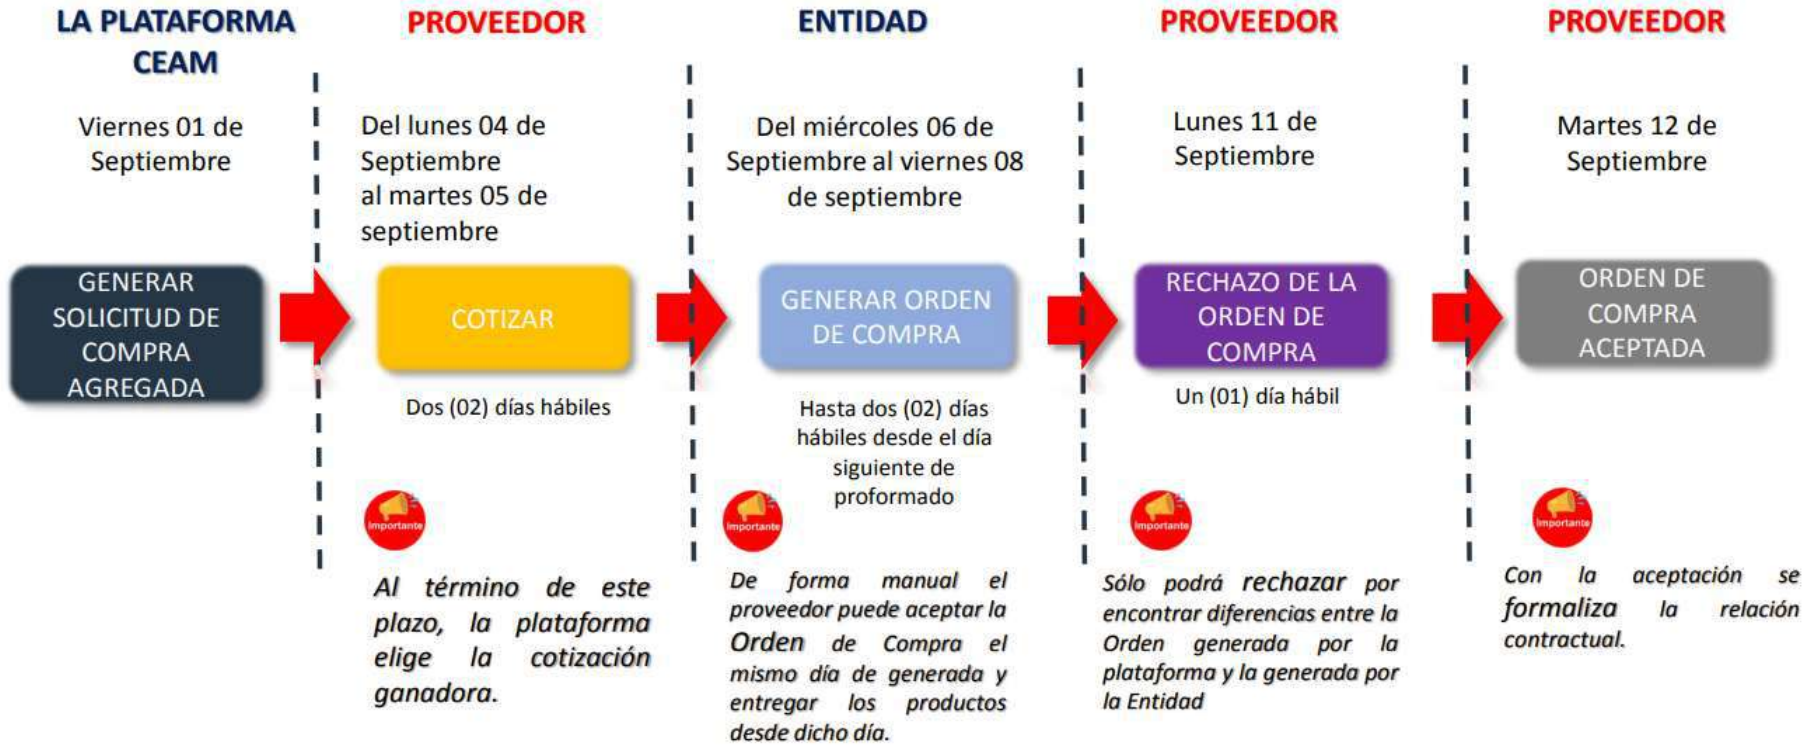 LA PLATAFORMA
CEAM
Viernes 01 de
Septiembre
GENERAR
SOLICITUD DE
COMPRA
AGREGADA
PROVEEDOR
Del lunes 04 de
Septiembre
al martes 05 de
septiembre
COTIZAR
Dos (02) días hábiles
Importante
Al término de este
plazo, la plataforma
elige la cotización
ganadora.
ENTIDAD
Del miércoles 06 de
Septiembre al viernes 08
de septiembre
GENERAR ORDEN
DE COMPRA
Hasta dos (02) días
hábiles desde el día
siguiente de
proformado
Importante
De forma manual el
proveedor puede aceptar la
Orden de Compra el
mismo día de generada y
entregar los productos
desde dicho día.
PROVEEDOR
Lunes 11 de
Septiembre
RECHAZO DE LA
ORDEN DE
COMPRA
Un (01) día hábil
Importante
Sólo podrá rechazar por
encontrar diferencias entre la
Orden generada por la
plataforma y la generada por
la Entidad
PROVEEDOR
Martes 12 de
Septiembre
ORDEN DE
COMPRA
ACEPTADA
Importante
Con la aceptación se
formaliza la relación
contractual.